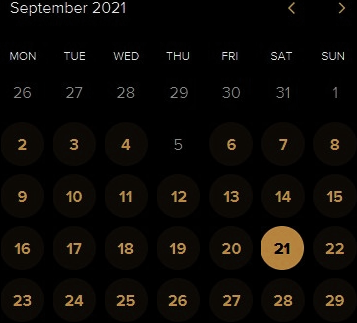 September 2021
MON TUE WED THU FRI SAT SUN
26 27 28 29 30 31 1
2 3 4 5 6 7 8
9 10 11 12 13 14 15
16 17 18 19 20 21 22
23 24 25 26 27 28 29